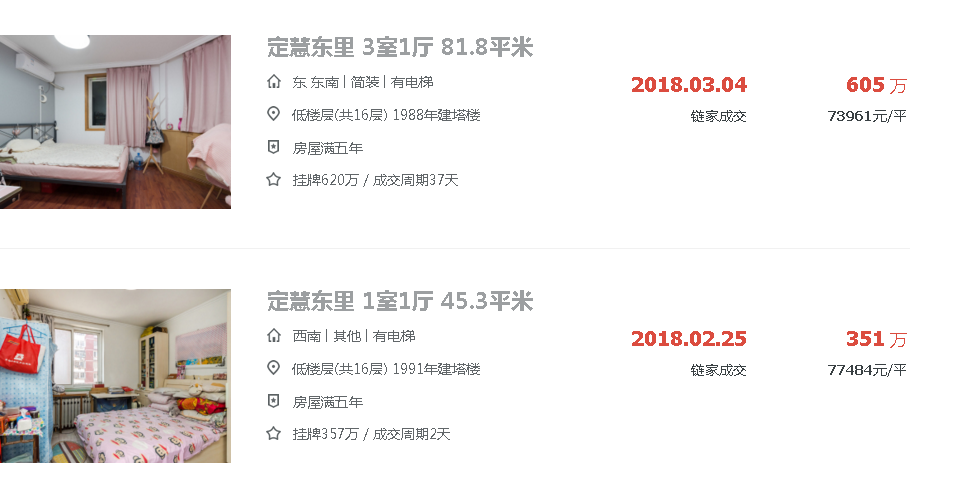 定慧东里 3室1厅 81.8平米
东 东南 | 简装 | 有电梯
2018.03.04
605 万
低楼层(共16层) 1988年建塔楼
链家成交
73961元/平
房屋满五年
挂牌620万 / 成交周期37天
定慧东里 1室1厅 45.3平米
西南 | 其他 | 有电梯
2018.02.25
351 万
低楼层(共16层) 1991年建塔楼
链家成交
77484元/平
房屋满五年
挂牌357万 / 成交周期2天